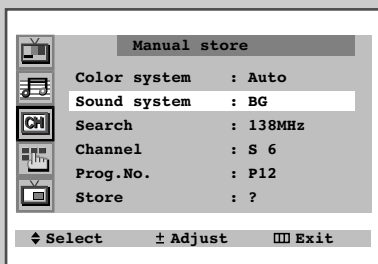 Manual store
Color system : Auto
Sound system : BG
CH
Search : 138MHz
Channel : S 6
Prog.No. : P12
Store : ?
Select ± Adjust Exit